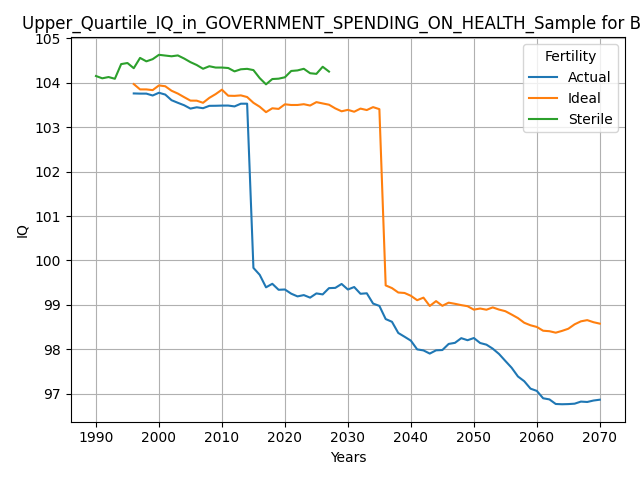 Upper_Quartile_IQ_in_GOVERNMENT_SPENDING_ON_HEALTH_Sample for B
105
104
103
102
101
100
99
98
97
IQ
Fertility
Actual
Ideal
Sterile
1990 2000 2010 2020 2030 2040 2050 2060 2070
Years